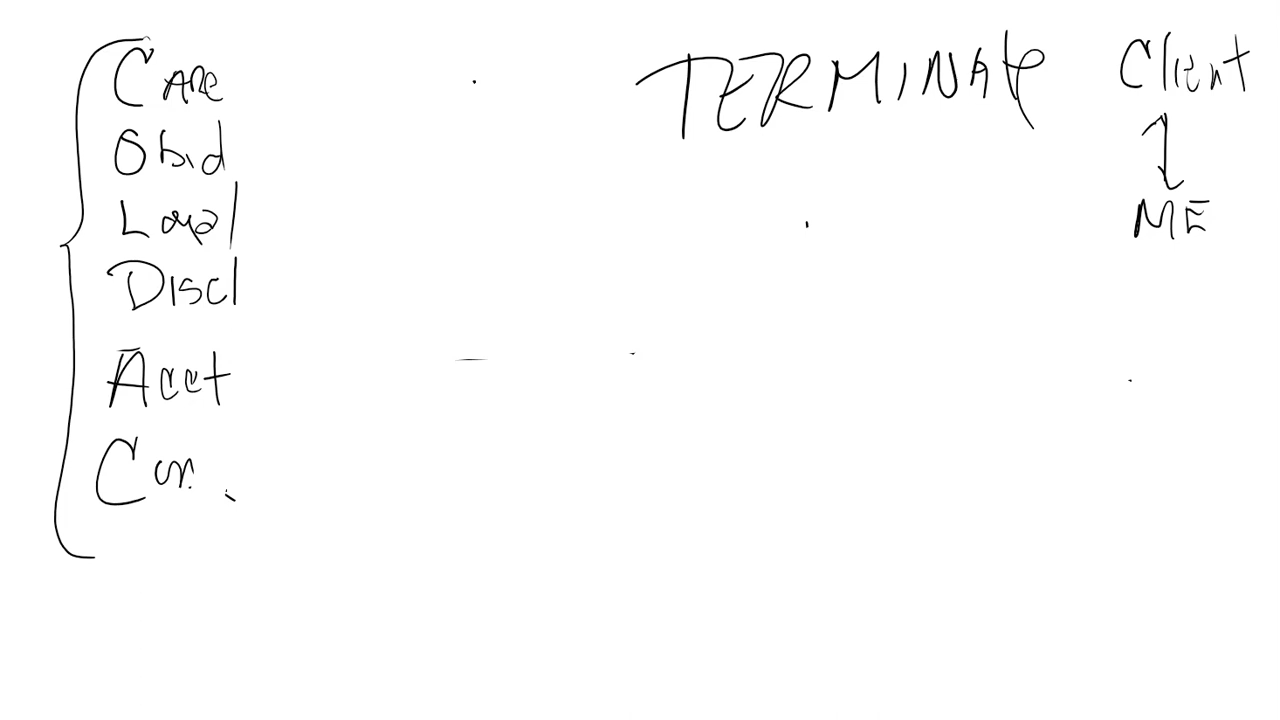 CARE
Obid
Loyal
Discl
Acct
Con.
TERMINATE
Client
ME